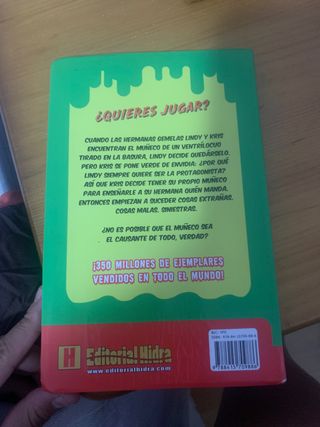 ¿QUIERES JUGAR?
CUANDO LAS HERMANAS GEMELAS LINDY Y KRIS
ENCUENTRAN EL MUÑECO DE UN VENTRÍLOCUO
TIRADO EN LA BASURA, LINDY DECIDE QUEDÁRSELO.
PERO KRIS SE PONE VERDE DE ENVIDIA: ¿POR QUÉ
LINDY SIEMPRE QUIERE SER LA PROTAGONISTA?
ASÍ QUE KRIS DECIDE TENER SU PROPIO MUÑECO
PARA ENSEÑARLE A SU HERMANA QUIÉN MANDA.
ENTONCES EMPIEZAN A SUCEDER COSAS EXTRAÑAS.
COSAS MALAS. SINIESTRAS.
¿NO ES POSIBLE QUE EL MUÑECO SEA
EL CAUSANTE DE TODO, VERDAD?
¡350 MILLONES DE EJEMPLARES
VENDIDOS EN TODO EL MUNDO!
H Editorial Hidra
www.editorialhidra.com
9 788415 709886